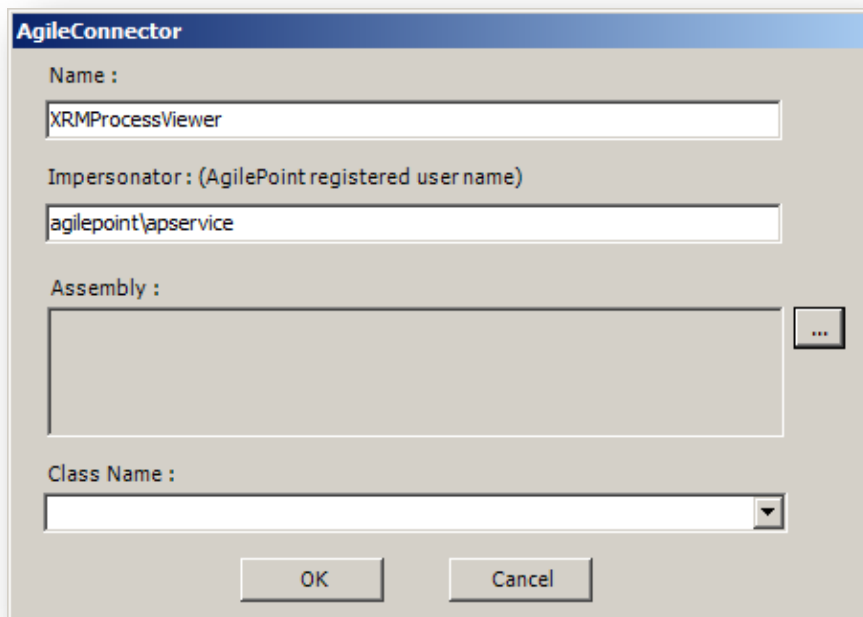 AgileConnector
Name :
XRMProcessViewer
Impersonator : (AgilePoint registered user name)
agilepoint\apservice
Assembly :
...
Class Name :
OK Cancel